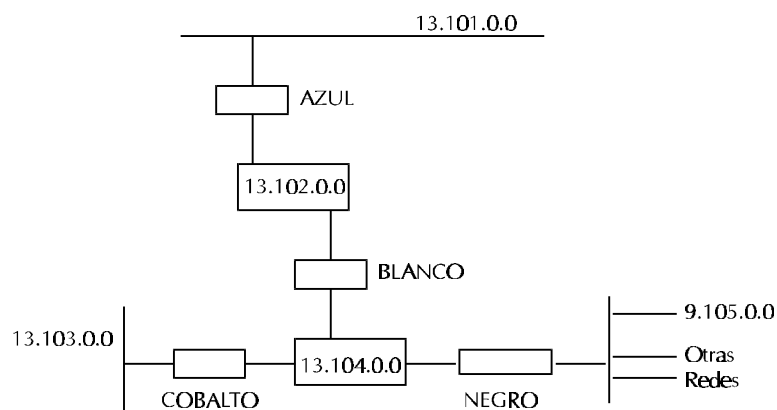 13.101.0.0
AZUL
13.102.0.0
BLANCO
13.103.0.0
9.105.0.0
13.104.0.0
Otras
Redes
COBALTO
NEGRO